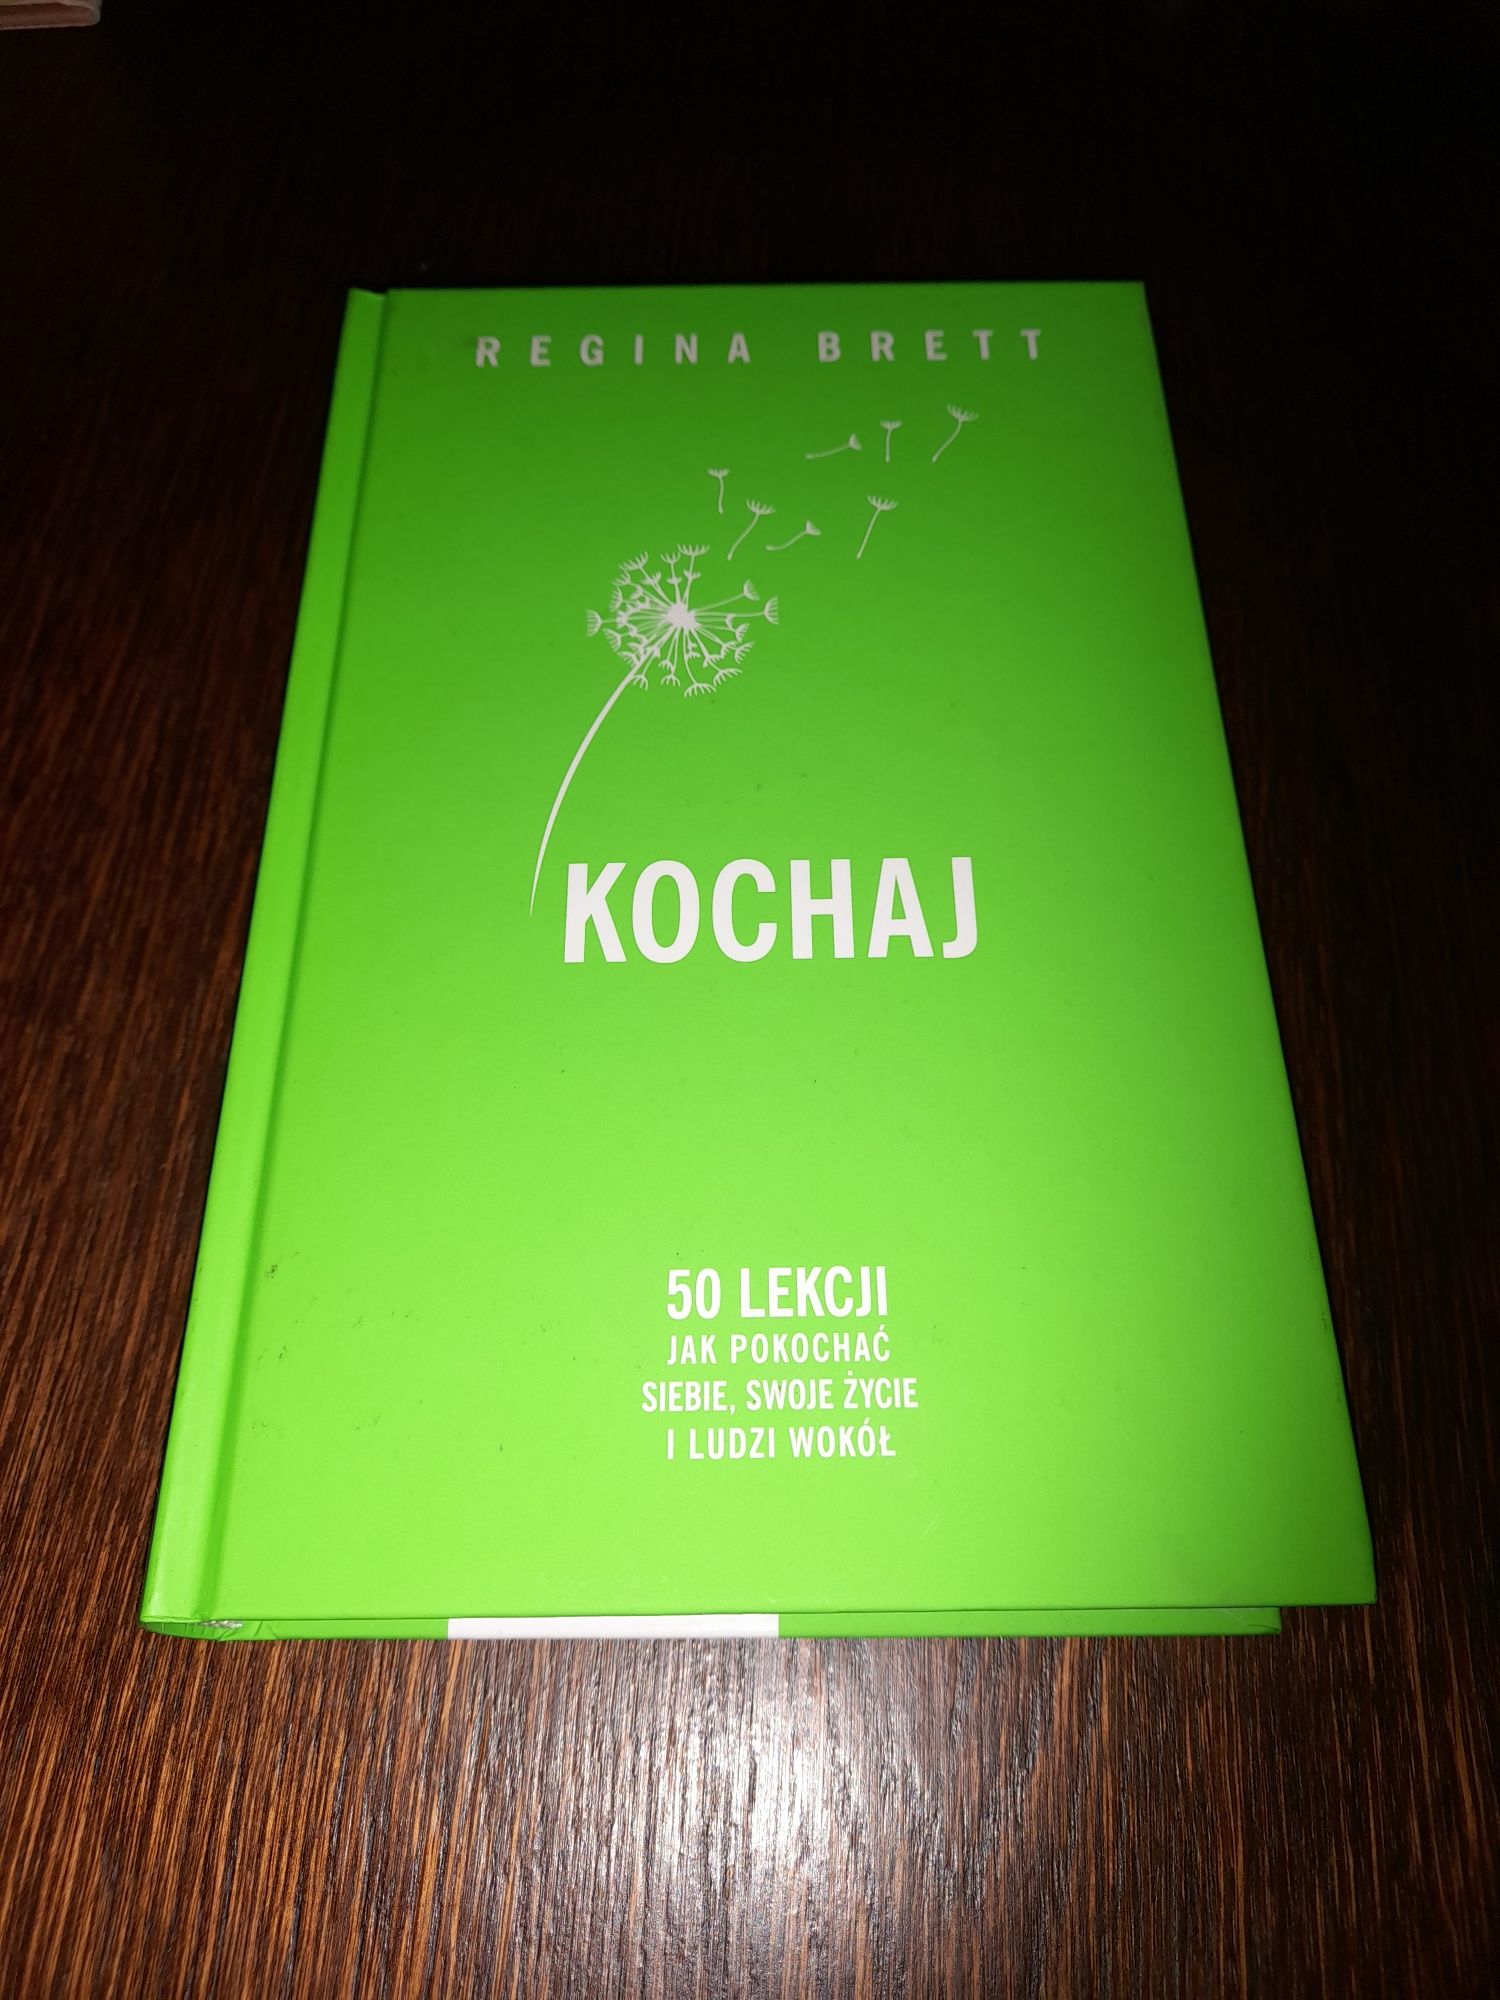 REGINA BRETT
KOCHAJ
50 LEKCJI
JAK POKOCHAĆ
SIEBIE, SWOJE ŻYCIE
I LUDZI WOKÓŁ